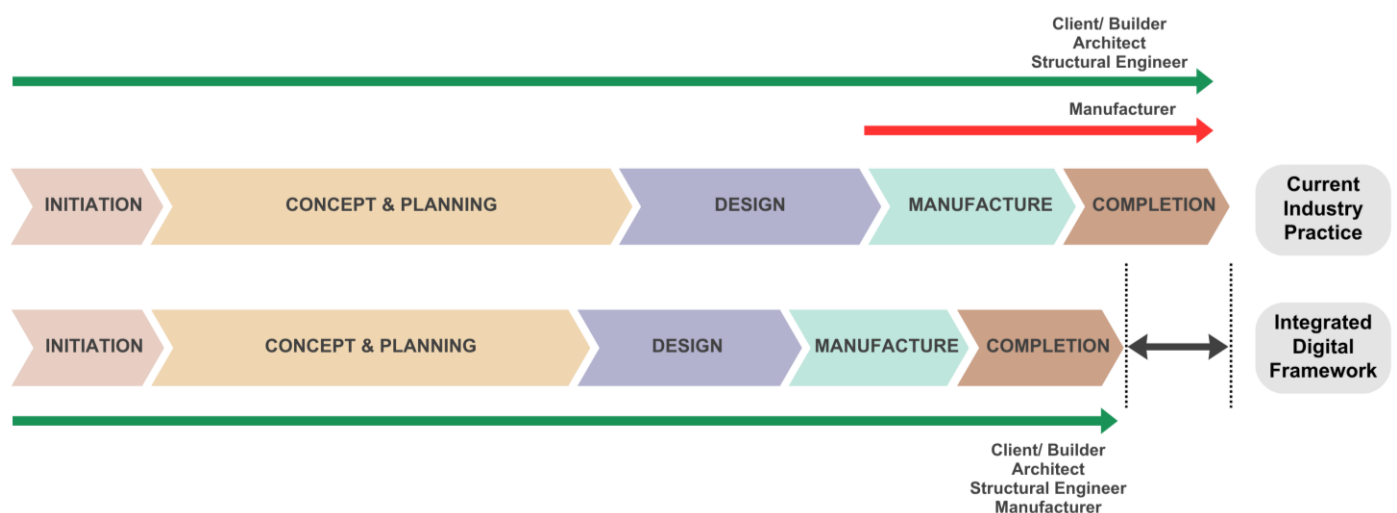 Client/ Builder
Architect
Structural Engineer
Manufacturer
INITIATION
CONCEPT & PLANNING
DESIGN
MANUFACTURE
COMPLETION
Current
Industry
Practice
INITIATION
CONCEPT & PLANNING
DESIGN
MANUFACTURE
COMPLETION
Integrated
Digital
Framework
Client/ Builder
Architect
Structural Engineer
Manufacturer